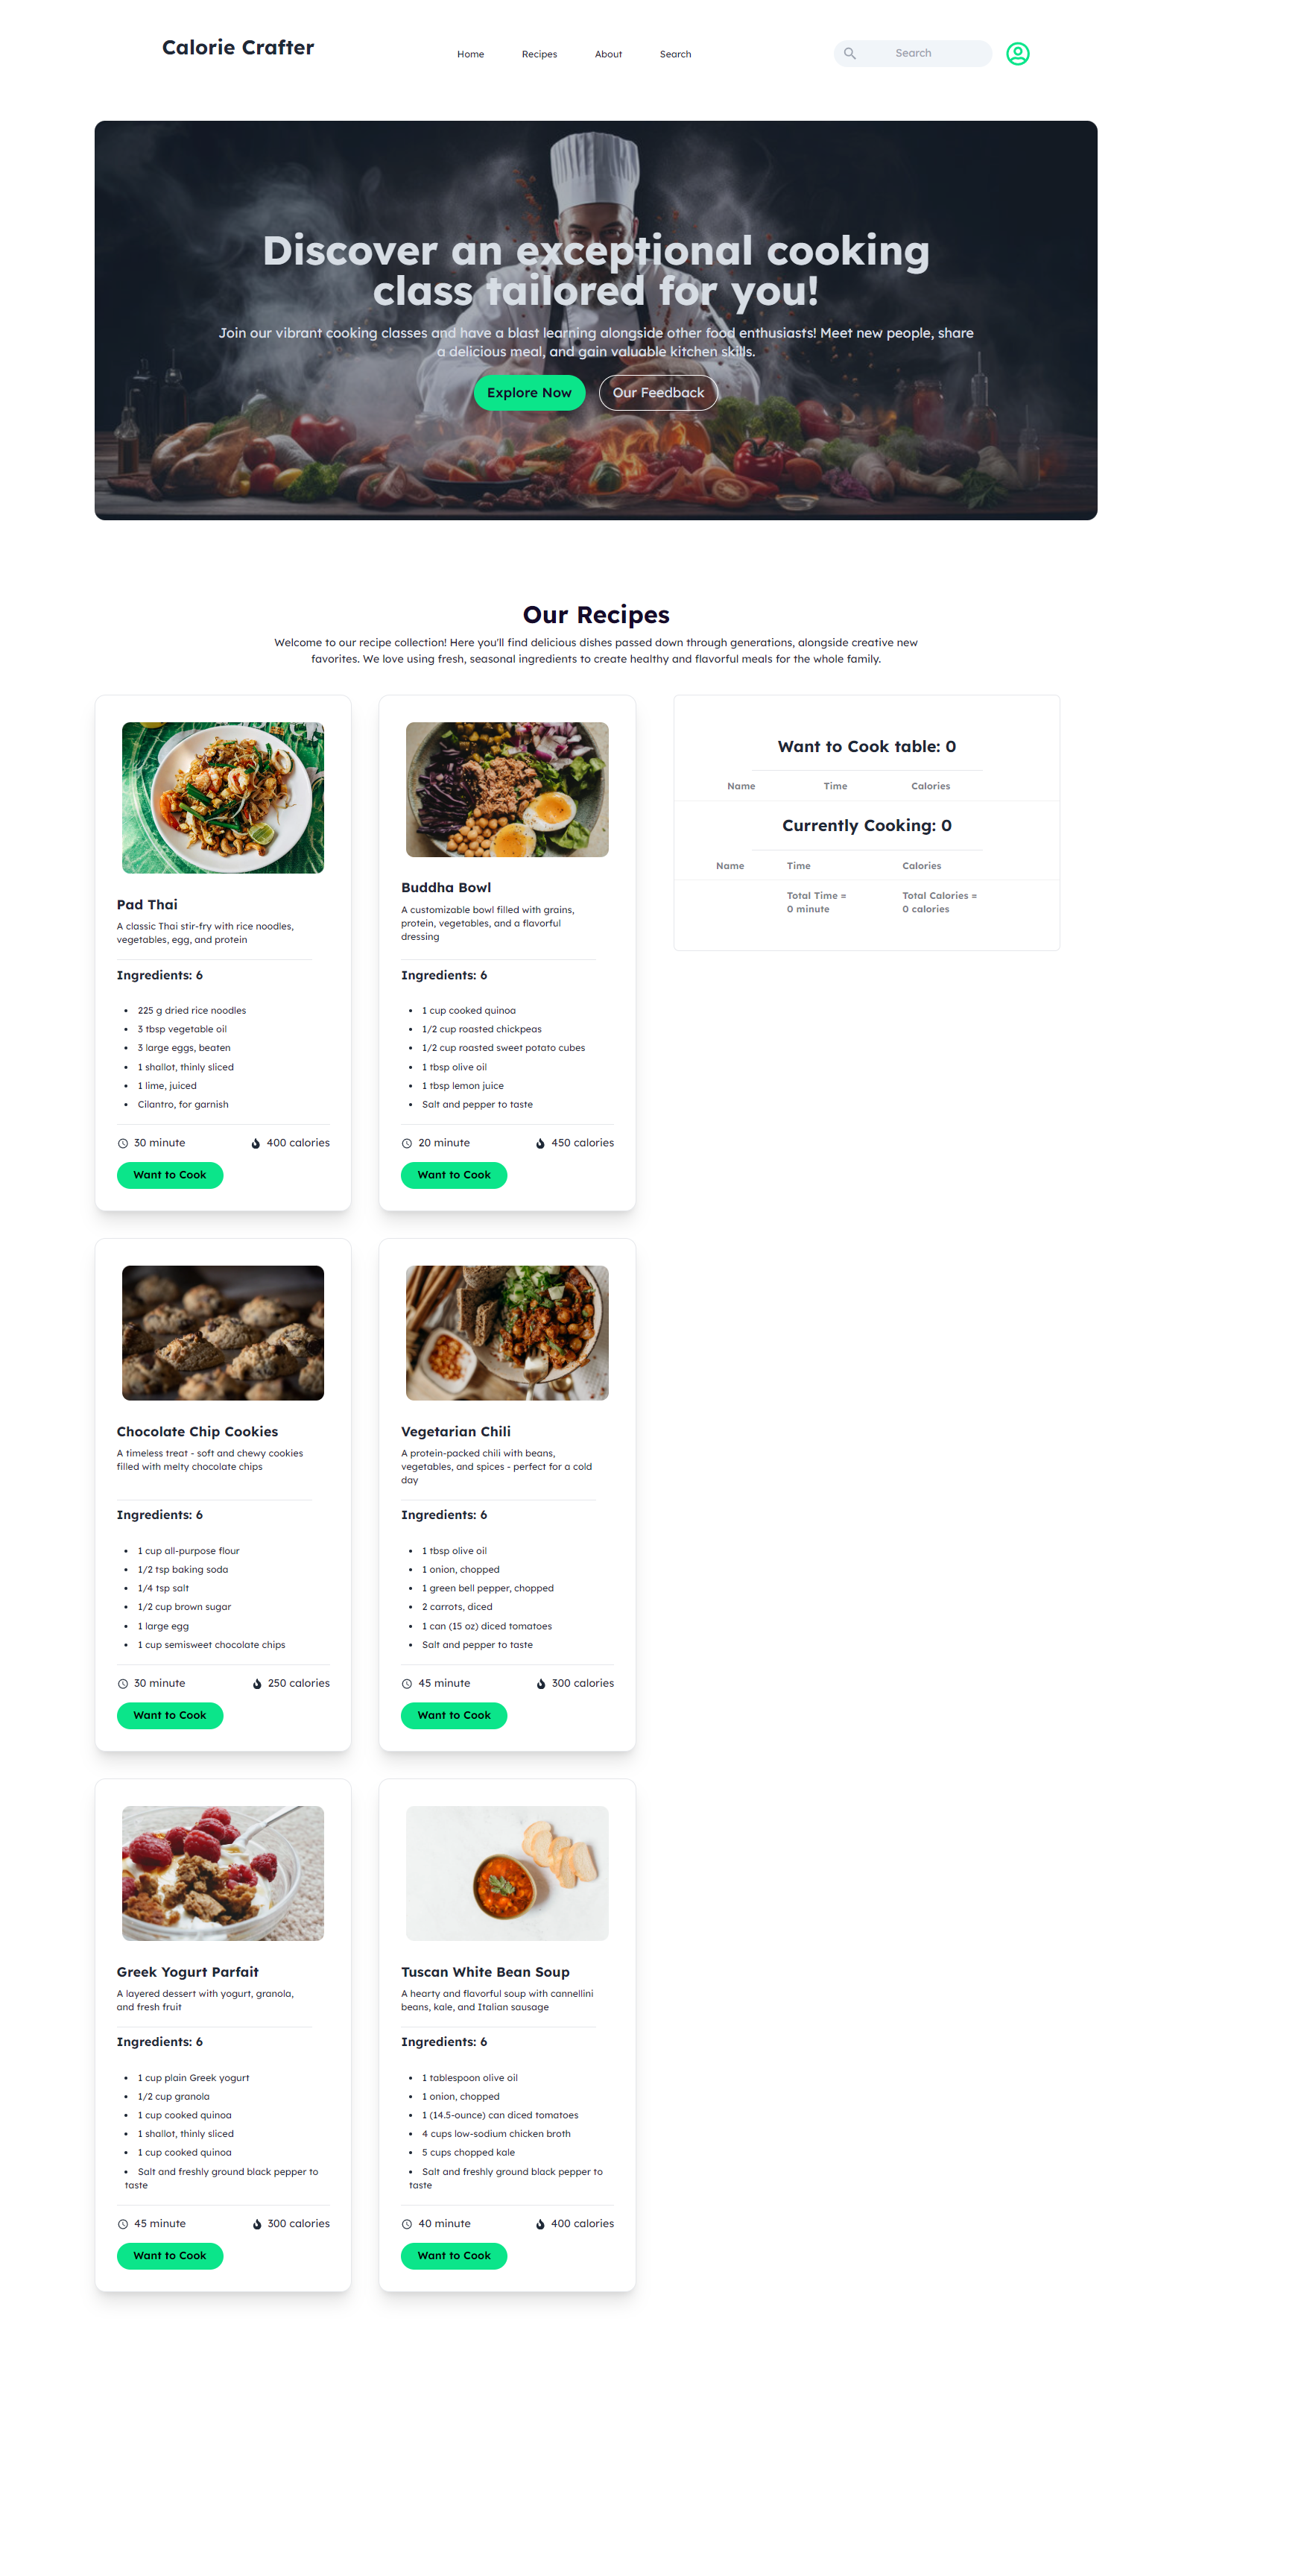 Calorie Crafter
Home
Recipes
About
Search
Search
Discover an exceptional cooking
class tailored for you!
Join our vibrant cooking classes and have a blast learning alongside other food enthusiasts! Meet new people, share
a delicious meal, and gain valuable kitchen skills.
Explore Now
Our Feedback
Our Recipes
Welcome to our recipe collection! Here you'll find delicious dishes passed down through generations, alongside creative new
favorites. We love using fresh, seasonal ingredients to create healthy and flavorful meals for the whole family.
Pad Thai
A classic Thai stir-fry with rice noodles,
vegetables, egg, and protein
Ingredients: 6
225 g dried rice noodles
3 tbsp vegetable oil
3 large eggs, beaten
1 shallot, thinly sliced
1 lime, juiced
Cilantro, for garnish
30 minute
400 calories
Want to Cook
Buddha Bowl
A customizable bowl filled with grains,
protein, vegetables, and a flavorful
dressing
Ingredients: 6
1 cup cooked quinoa
1/2 cup roasted chickpeas
1/2 cup roasted sweet potato cubes
1 tbsp olive oil
1 tbsp lemon juice
Salt and pepper to taste
20 minute
450 calories
Want to Cook
Want to Cook table: 0
Name
Time
Calories
Currently Cooking: 0
Name
Time
Calories
Total Time =
0 minute
Total Calories =
0 calories
Chocolate Chip Cookies
A timeless treat - soft and chewy cookies
filled with melty chocolate chips
Ingredients: 6
1 cup all-purpose flour
1/2 tsp baking soda
1/4 tsp salt
1/2 cup brown sugar
1 large egg
1 cup semisweet chocolate chips
30 minute
250 calories
Want to Cook
Vegetarian Chili
A protein-packed chili with beans,
vegetables, and spices - perfect for a cold
day
Ingredients: 6
1 tbsp olive oil
1 onion, chopped
1 green bell pepper, chopped
2 carrots, diced
1 can (15 oz) diced tomatoes
Salt and pepper to taste
45 minute
300 calories
Want to Cook
Greek Yogurt Parfait
A layered dessert with yogurt, granola,
and fresh fruit
Ingredients: 6
1 cup plain Greek yogurt
1/2 cup granola
1 cup cooked quinoa
1 shallot, thinly sliced
1 cup cooked quinoa
Salt and freshly ground black pepper to
taste
45 minute
300 calories
Want to Cook
Tuscan White Bean Soup
A hearty and flavorful soup with cannellini
beans, kale, and Italian sausage
Ingredients: 6
1 tablespoon olive oil
1 onion, chopped
1 (14.5-ounce) can diced tomatoes
4 cups low-sodium chicken broth
5 cups chopped kale
Salt and freshly ground black pepper to
taste
40 minute
400 calories
Want to Cook